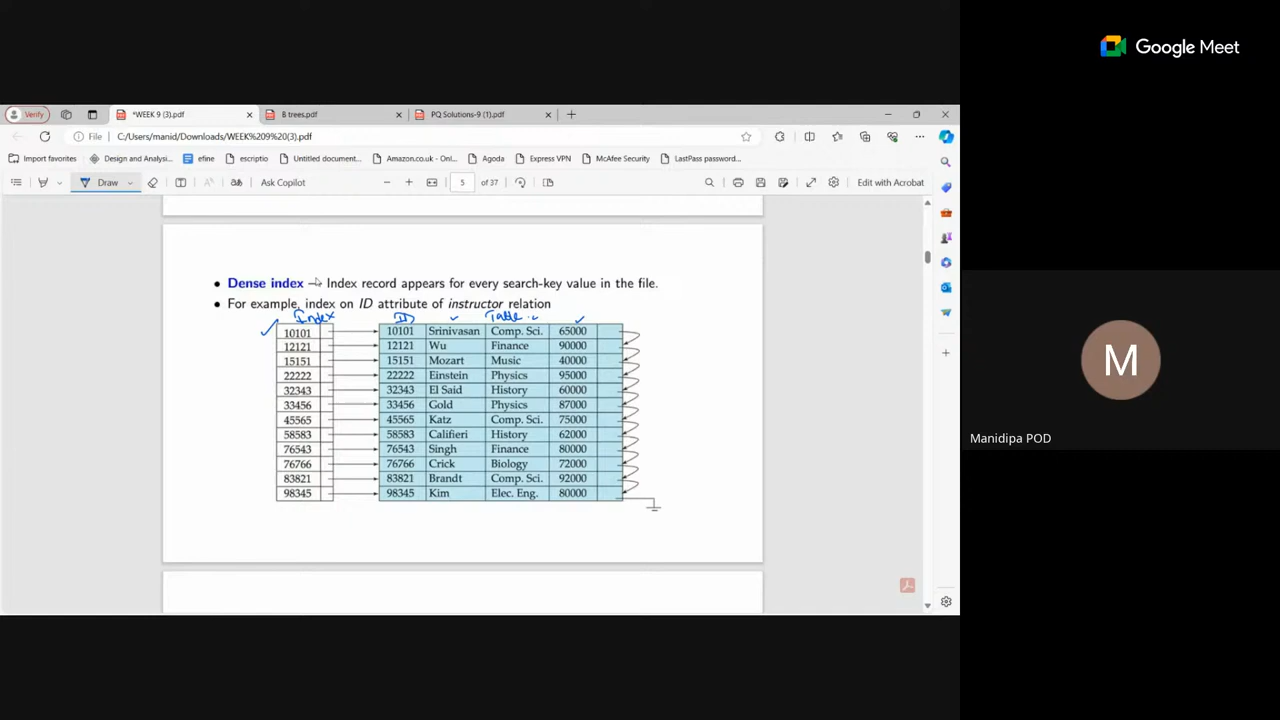 Google Meet
Verify
*WEEK 9 (3).pdf
B trees.pdf
PQ Solutions-9 (1).pdf
File
C:/Users/manid/Downloads/WEEK%209%20(3).pdf
Import favorites
Design and Analysi...
efine
escriptio
Untitled document...
Amazon.co.uk - Onl...
Agoda
Express VPN
McAfee Security
LastPass password...
Draw
Ask Copilot
5 of 37
Edit with Acrobat
• Dense index — Index record appears for every search-key value in the file.
• For example, index on ID attribute of instructor relation
Index ID Table
10101 10101 Srinivasan Comp. Sci. 65000
12121 12121 Wu Finance 90000
15151 15151 Mozart Music 40000
22222 22222 Einstein Physics 95000
32343 32343 El Said History 60000
33456 33456 Gold Physics 87000
45565 45565 Katz Comp. Sci. 75000
58583 58583 Califieri History 62000
76543 76543 Singh Finance 80000
76766 76766 Crick Biology 72000
83821 83821 Brandt Comp. Sci. 92000
98345 98345 Kim Elec. Eng. 80000
M
Manidipa POD